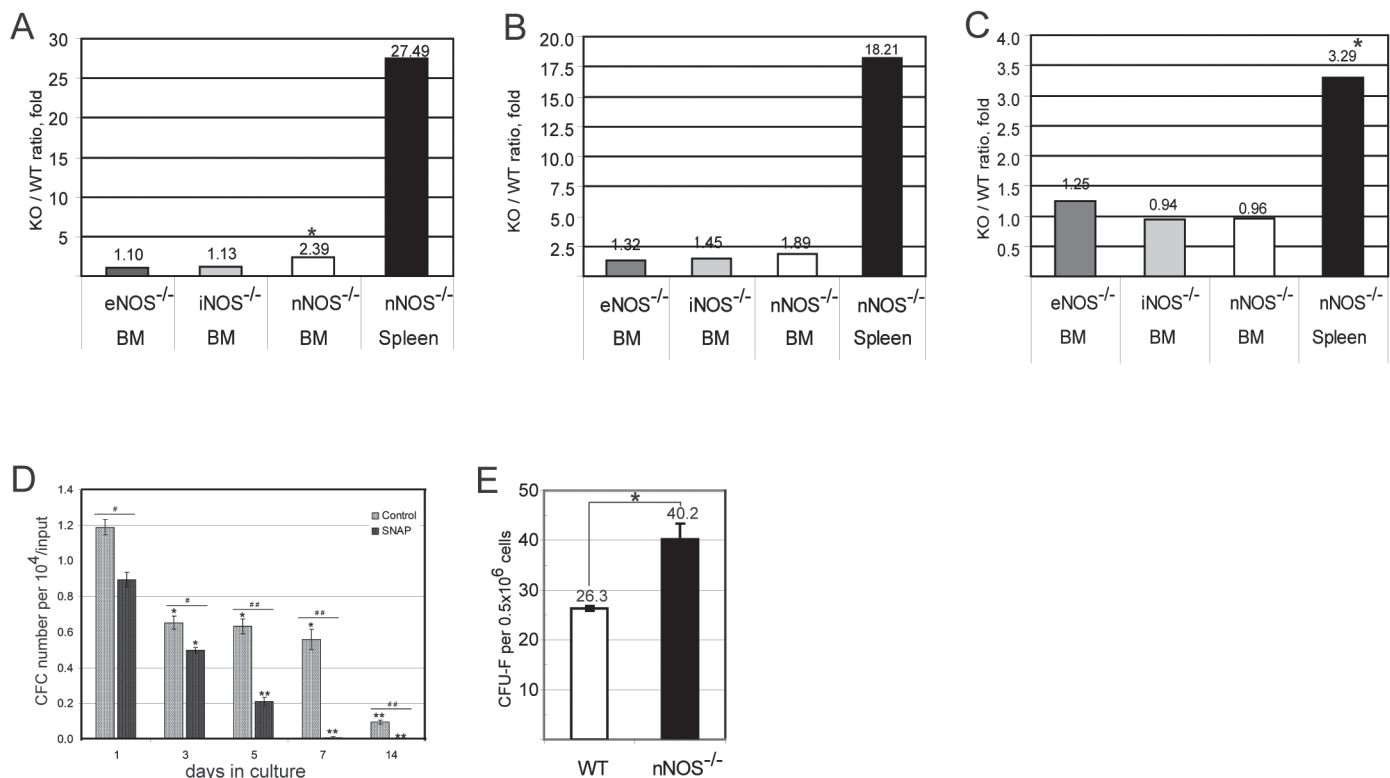 A
KO / WT ratio, fold
30
25
20
15
10
5
1.10
1.13
*
2.39
27.49
eNOS-/- iNOS-/- nNOS-/- nNOS-/-
BM BM BM Spleen
B
KO / WT ratio, fold
20.0
17.5
15.0
12.5
10.0
7.5
5.0
2.5
1.32
1.45
1.89
18.21
eNOS-/- iNOS-/- nNOS-/- nNOS-/-
BM BM BM Spleen
C
KO / WT ratio. fold
4.0
3.5
3.0
2.5
2.0
1.5
1.0
0.5
1.25
0.94
0.96
*
3.29
eNOS-/- iNOS-/- nNOS-/- nNOS-/-
BM BM BM Spleen
D
CFC number per 10^4/input
1.4
1.2
1.0
0.8
0.6
0.4
0.2
0.0
Control
SNAP
#
#
* *
##
* **
##
* **
##
** **
1 3 5 7 14
days in culture
E
CFU-F per 0.5x10^6 cells
50
40
30
20
10
*
26.3
40.2
WT nNOS-/-